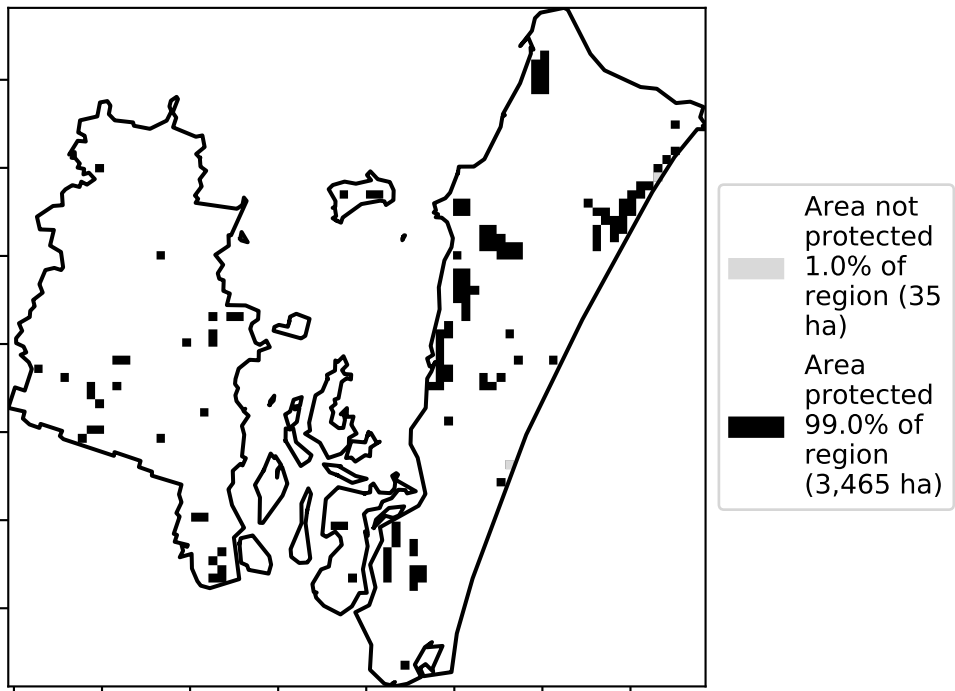 Area not
protected
1.0% of
region (35
ha)
Area
protected
99.0% of
region
(3,465 ha)